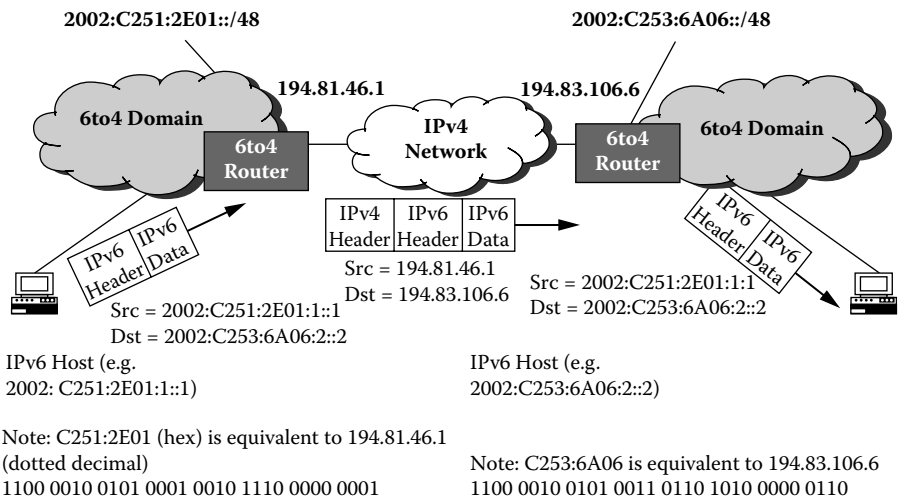 2002:C251:2E01::/48
2002:C253:6A06::/48
194.81.46.1
194.83.106.6
6to4 Domain
6to4
Router
IPv4
Network
6to4
Router
6to4 Domain
IPv6
Header
IPv6
Data
IPv4
Header
IPv6
Header
IPv6
Data
IPv6
Header
IPv6
Data
Src = 194.81.46.1
Dst = 194.83.106.6
Src = 2002:C251:2E01:1::1
Dst = 2002:C253:6A06:2::2
Src = 2002:C251:2E01:1:1
Dst = 2002:C253:6A06:2::2
IPv6 Host (e.g.
2002: C251:2E01:1::1)
IPv6 Host (e.g.
2002:C253:6A06:2::2)
Note: C251:2E01 (hex) is equivalent to 194.81.46.1
(dotted decimal)
1100 0010 0101 0001 0010 1110 0000 0001
Note: C253:6A06 is equivalent to 194.83.106.6
1100 0010 0101 0011 0110 1010 0000 0110